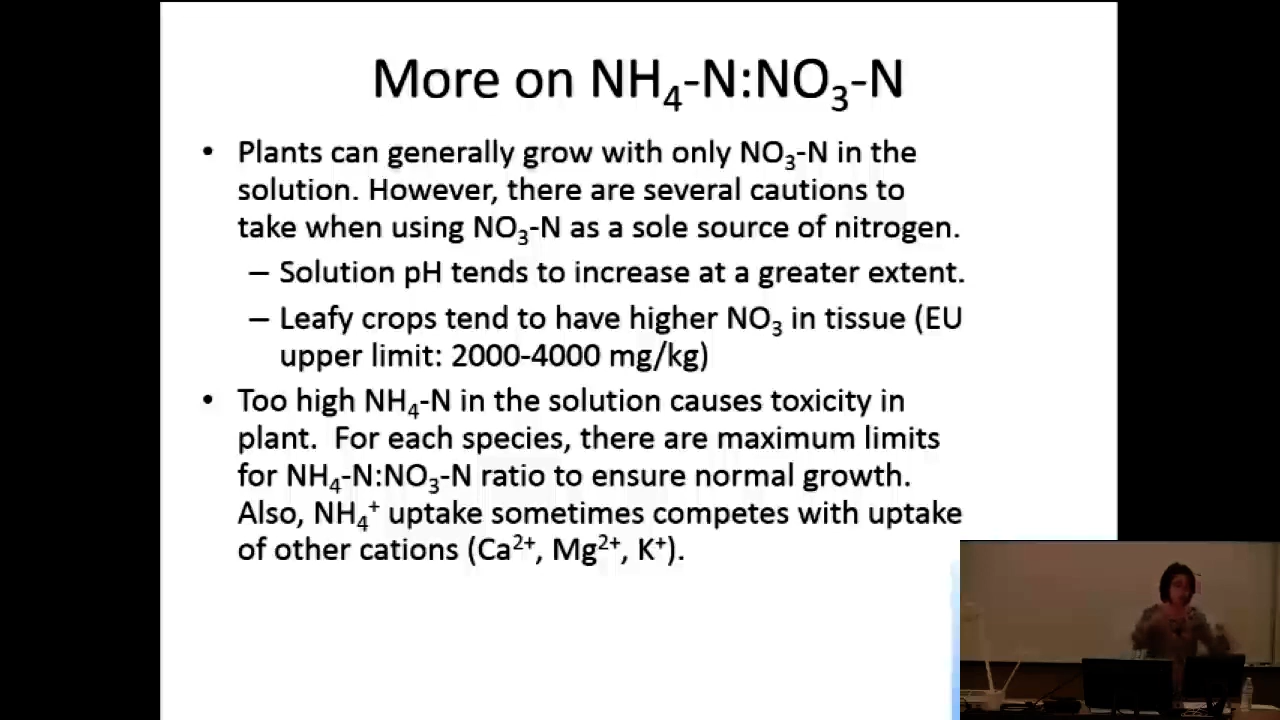 More on NH₄-N:NO₃-N
• Plants can generally grow with only NO₃-N in the
solution. However, there are several cautions to
take when using NO₃-N as a sole source of nitrogen.
– Solution pH tends to increase at a greater extent.
– Leafy crops tend to have higher NO₃ in tissue (EU
upper limit: 2000-4000 mg/kg)
• Too high NH₄-N in the solution causes toxicity in
plant.  For each species, there are maximum limits
for NH₄-N:NO₃-N ratio to ensure normal growth.
Also, NH₄⁺ uptake sometimes competes with uptake
of other cations (Ca²⁺, Mg²⁺, K⁺).